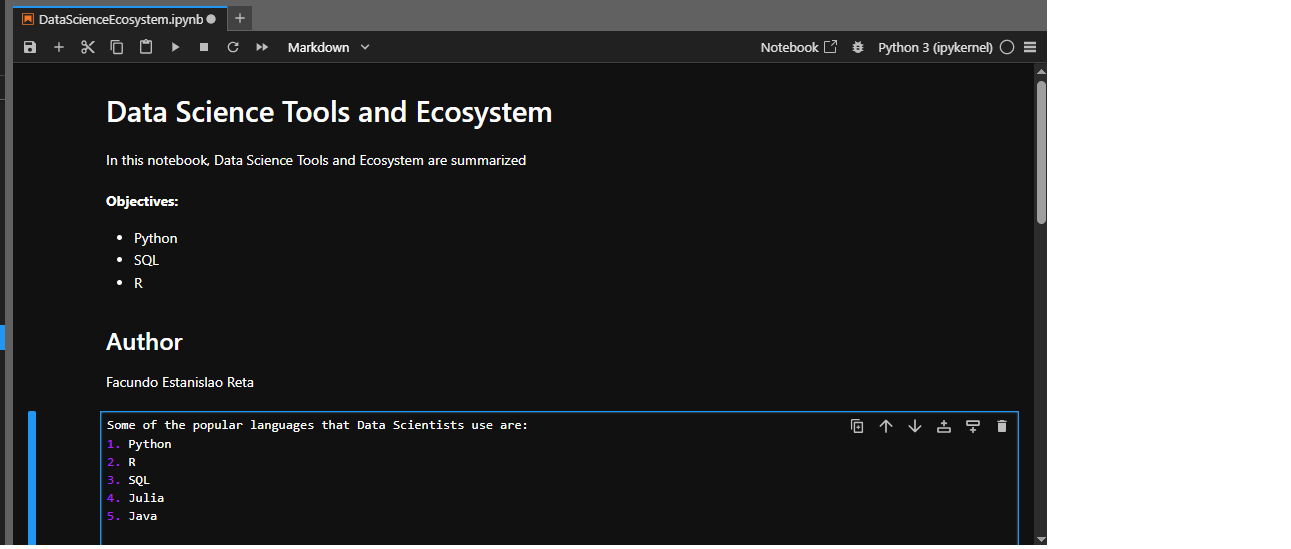 DataScienceEcosystem.ipynb
Markdown
Notebook
Python 3 (ipykernel)
Data Science Tools and Ecosystem
In this notebook, Data Science Tools and Ecosystem are summarized
Objectives:
Python
SQL
R
Author
Facundo Estanislao Reta
Some of the popular languages that Data Scientists use are:
1. Python
2. R
3. SQL
4. Julia
5. Java